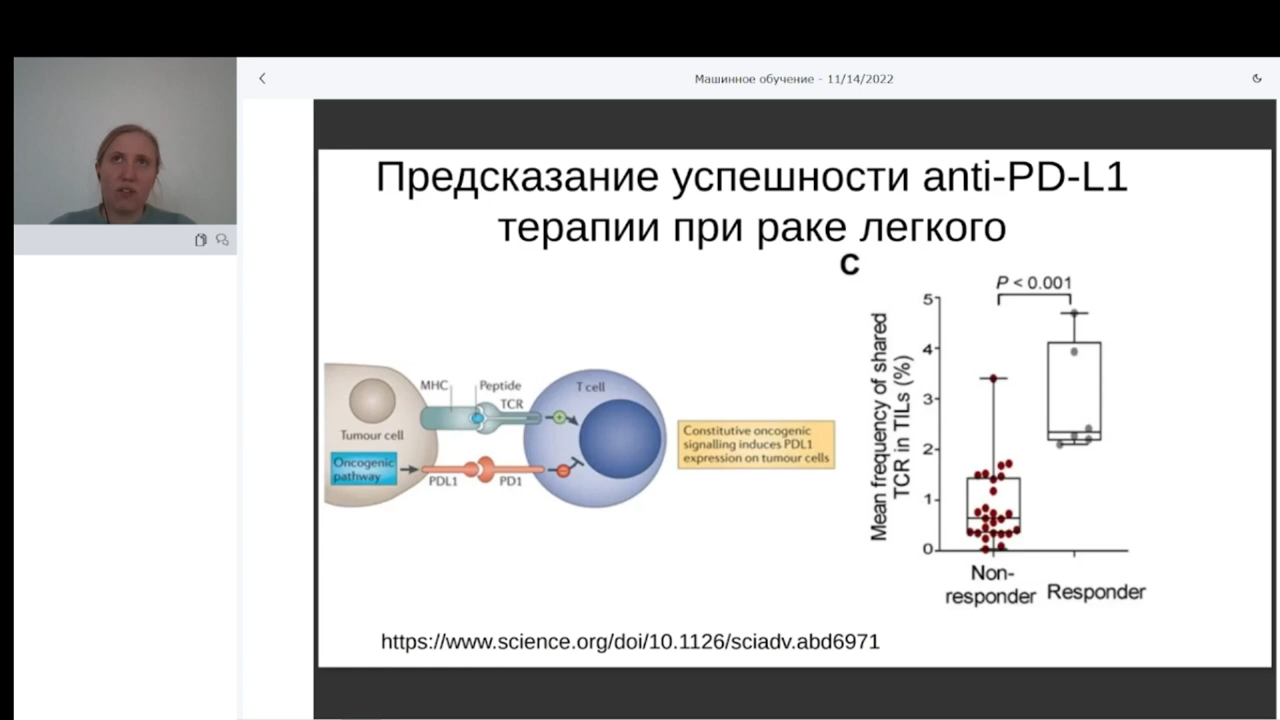 Машинное обучение - 11/14/2022
Предсказание успешности anti-PD-L1
терапии при раке легкого
MHC
Peptide
TCR
T cell
Tumour cell
Oncogenic
pathway
PDL1
PD1
Constitutive oncogenic
signalling induces PDL1
expression on tumour cells
C
P < 0.001
Mean frequency of shared
TCR in TILs (%)
5
4
3
2
1
0
Non-
responder
Responder
https://www.science.org/doi/10.1126/sciadv.abd6971